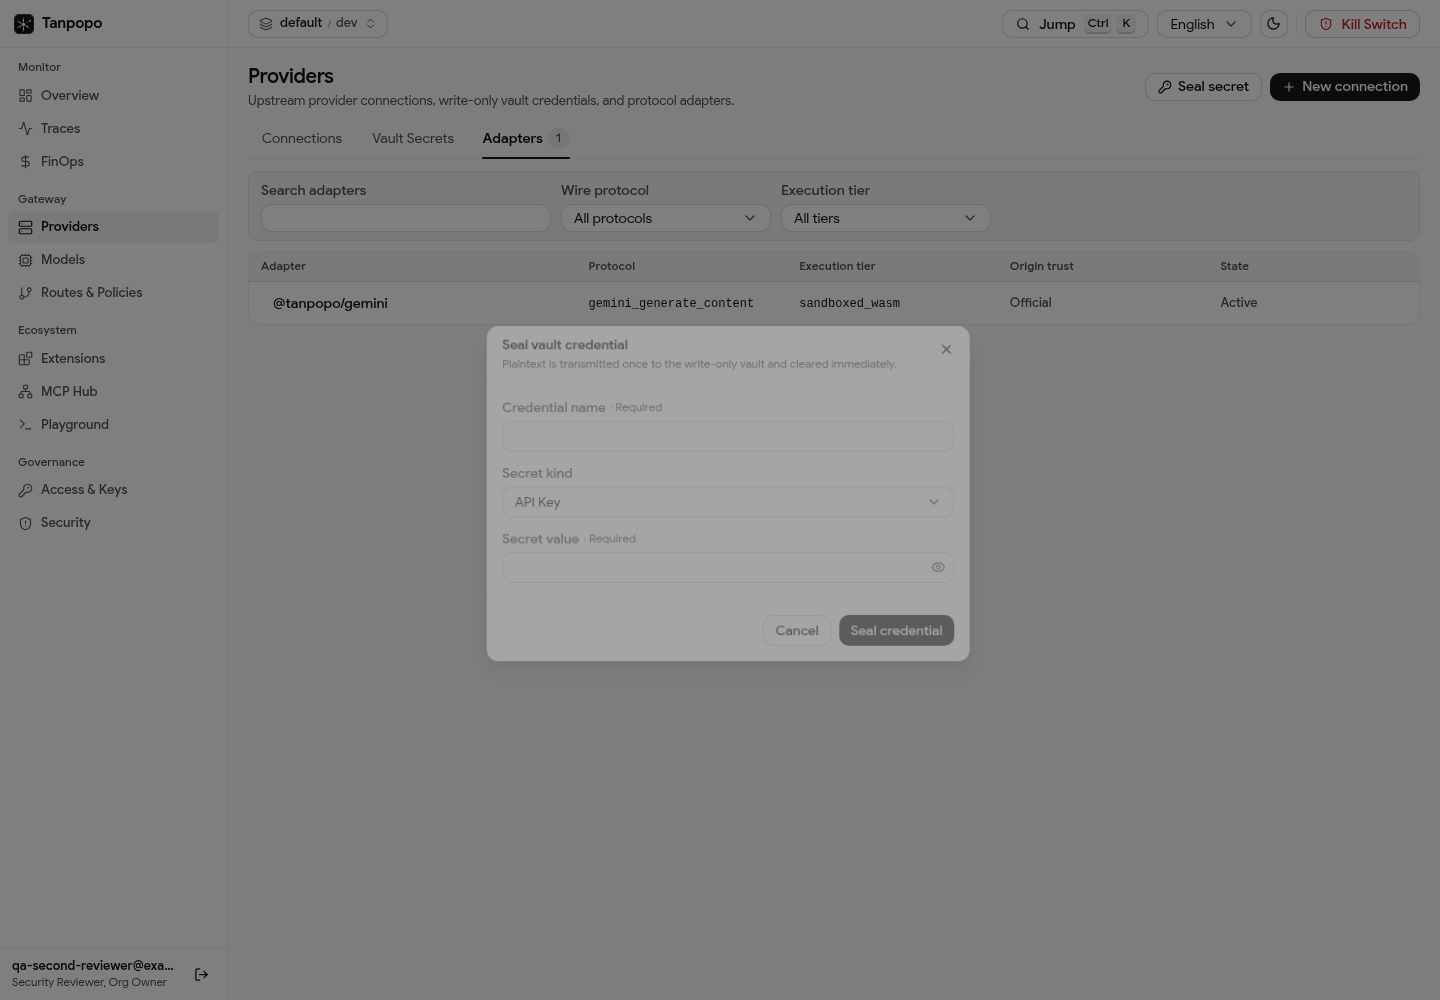 Tanpopo
default / dev
Jump Ctrl K
English
Kill Switch
Monitor
Overview
Traces
FinOps
Gateway
Providers
Models
Routes & Policies
Ecosystem
Extensions
MCP Hub
Playground
Governance
Access & Keys
Security
qa-second-reviewer@exa...
Security Reviewer, Org Owner
Providers
Upstream provider connections, write-only vault credentials, and protocol adapters.
Seal secret
New connection
Connections
Vault Secrets
Adapters 1
Search adapters
Wire protocol
Execution tier
All protocols
All tiers
Adapter Protocol Execution tier Origin trust State
@tanpopo/gemini gemini_generate_content sandboxed_wasm Official Active
Seal vault credential
Plaintext is transmitted once to the write-only vault and cleared immediately.
Credential name · Required
Secret kind
API Key
Secret value · Required
Cancel
Seal credential